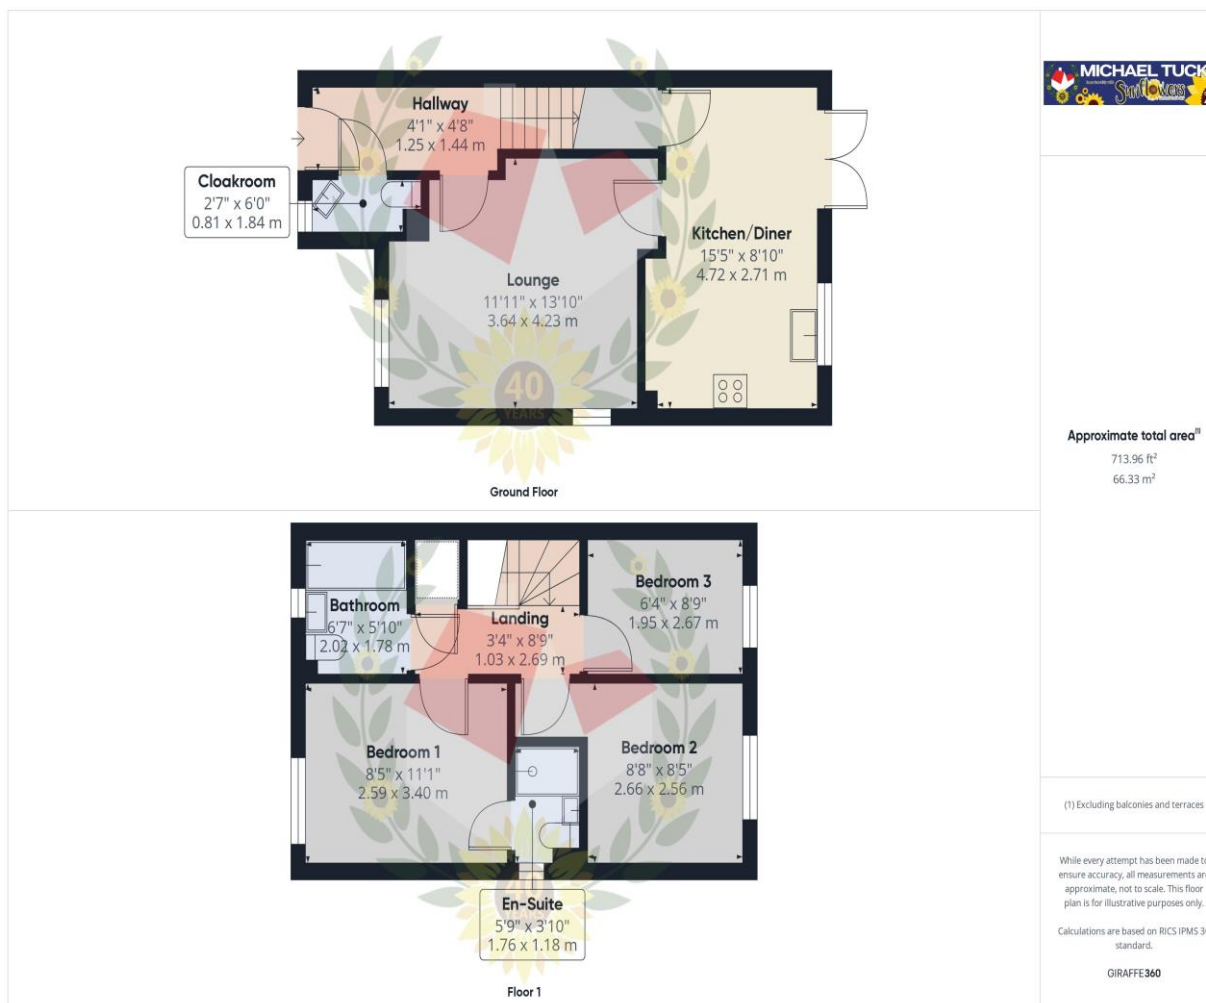 Hallway
4'1" x 4'8"
1.25 x 1.44 m
Cloakroom
2'7" x 6'0"
0.81 x 1.84 m
Lounge
11'11" x 13'10"
3.64 x 4.23 m
Kitchen/Diner
15'5" x 8'10"
4.72 x 2.71 m
40
YEARS
Ground Floor
Bathroom
6'7" x 5'10"
2.02 x 1.78 m
Landing
3'4" x 8'9"
1.03 x 2.69 m
Bedroom 3
6'4" x 8'9"
1.95 x 2.67 m
Bedroom 1
8'5" x 11'1"
2.59 x 3.40 m
Bedroom 2
8'8" x 8'5"
2.66 x 2.56 m
40
YEARS
En-Suite
5'9" x 3'10"
1.76 x 1.18 m
Floor 1
MICHAEL TUCK
Sunflowers
Approximate total area(1)
713.96 ft²
66.33 m²
(1) Excluding balconies and terraces
While every attempt has been made to
ensure accuracy, all measurements are
approximate, not to scale. This floor
plan is for illustrative purposes only.
Calculations are based on RICS IPMS 3C
standard.
GIRAFFE360